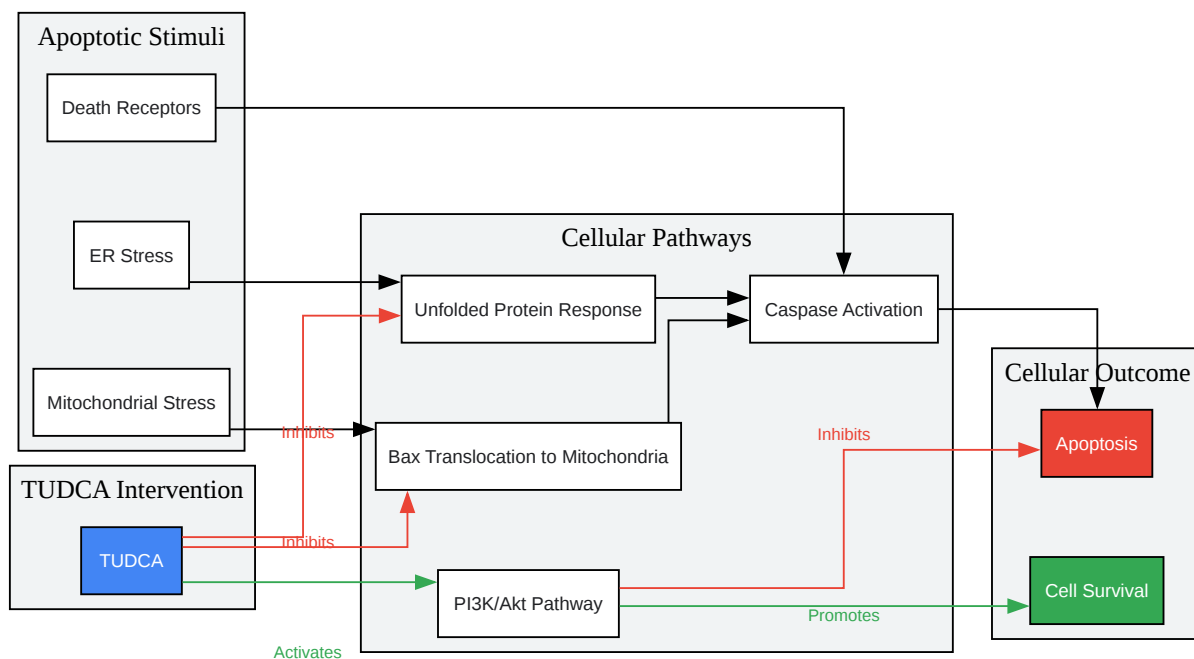 Apoptotic Stimuli
Death Receptors
ER Stress
Mitochondrial Stress
TUDCA Intervention
TUDCA
Cellular Pathways
Unfolded Protein Response
Caspase Activation
Bax Translocation to Mitochondria
PI3K/Akt Pathway
Cellular Outcome
Apoptosis
Cell Survival
Inhibits
Inhibits
Activates
Inhibits
Promotes